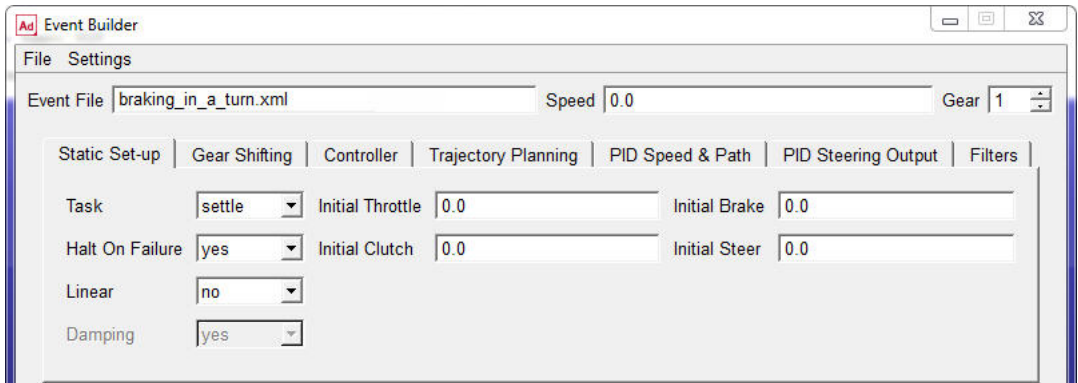 Ad Event Builder
File Settings
Event File braking_in_a_turn.xml Speed 0.0 Gear 1
Static Set-up Gear Shifting Controller Trajectory Planning PID Speed & Path PID Steering Output Filters
Task settle Initial Throttle 0.0 Initial Brake 0.0
Halt On Failure yes Initial Clutch 0.0 Initial Steer 0.0
Linear no
Damping yes